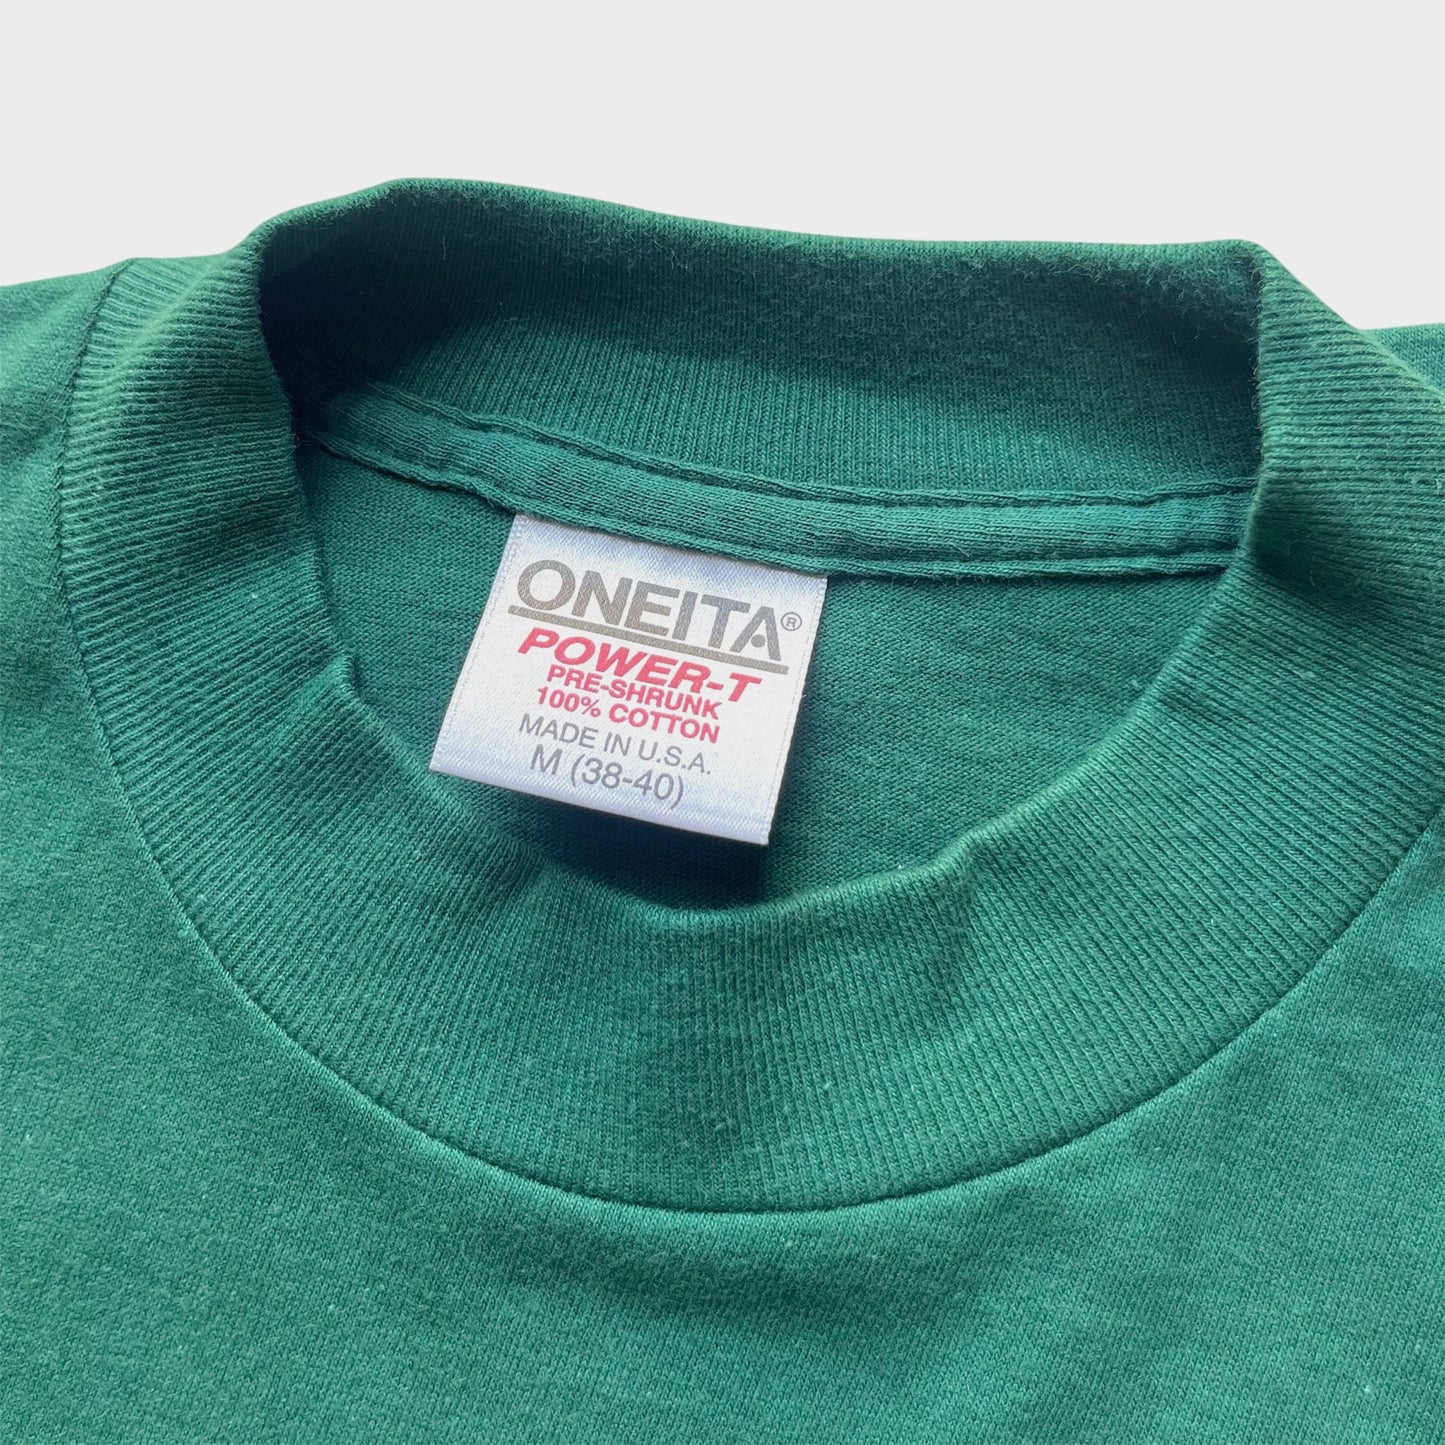 ONEITA®
POWER-T
PRE-SHRUNK
100% COTTON
MADE IN U.S.A.
M (38-40)